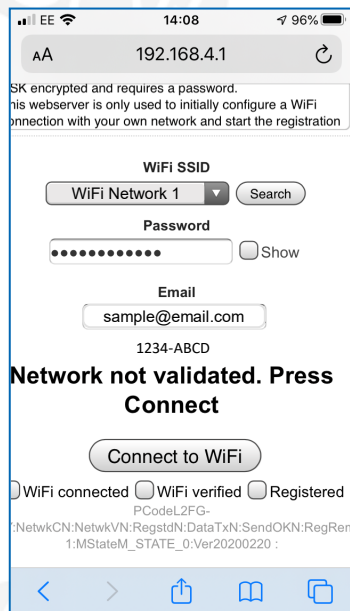 EE 14:08 96%
AA 192.168.4.1
SK encrypted and requires a password.
his webserver is only used to initially configure a WiFi
onnection with your own network and start the registration
WiFi SSID
WiFi Network 1 Search
Password
●●●●●●●●●●●● Show
Email
sample@email.com
1234-ABCD
Network not validated. Press
Connect
Connect to WiFi
WiFi connected WiFi verified Registered
PCodeL2FG-
:NetwkCN:NetwkVN:RegstdN:DataTxN:SendOKN:RegRem
1:MStateM_STATE_0:Ver20200220 :